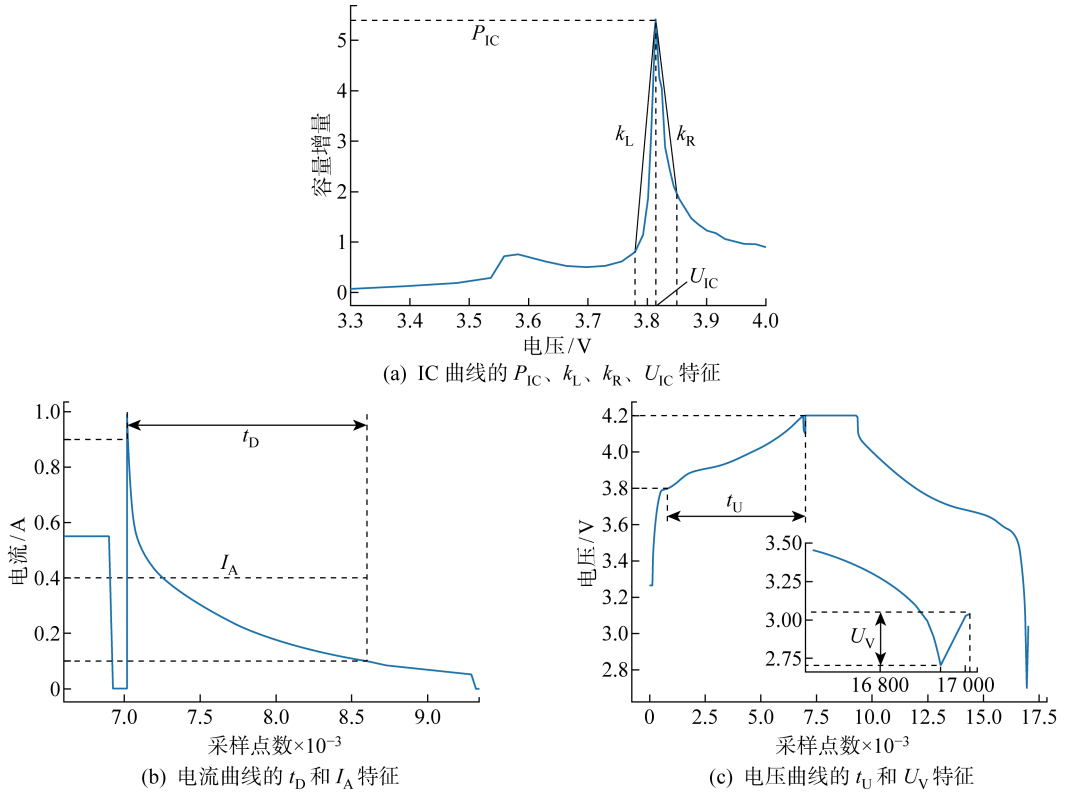 P_IC
5
4
3
2
1
0
容量增量
k_L
k_R
U_IC
3.3 3.4 3.5 3.6 3.7 3.8 3.9 4.0
电压/V
(a) IC 曲线的 P_IC、k_L、k_R、U_IC 特征
1.0
0.8
0.6
0.4
0.2
0
电流/A
t_D
I_A
7.0 7.5 8.0 8.5 9.0
采样点数×10⁻³
(b) 电流曲线的 t_D 和 I_A 特征
4.2
4.0
3.8
3.6
3.4
3.2
3.0
2.8
电压/V
t_U
3.50
3.25
3.00
2.75
U_V
16 800 17 000
0 2.5 5.0 7.5 10.0 12.5 15.0 17.5
采样点数×10⁻³
(c) 电压曲线的 t_U 和 U_V 特征